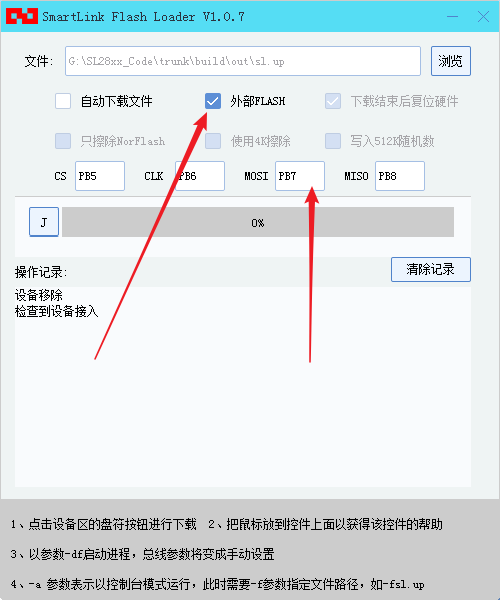 SmartLink Flash Loader V1.0.7
文件: G:\SL28xx_Code\trunk\build\out\sl.up 浏览
自动下载文件 外部FLASH 下载结束后复位硬件
只擦除NorFlash 使用4K擦除 写入512K随机数
CS PB5 CLK PB6 MOSI PB7 MISO PB8
J 0%
操作记录: 清除记录
设备移除
检查到设备接入
1、点击设备区的盘符按钮进行下载 2、把鼠标放到控件上面以获得该控件的帮助
3、以参数-df启动进程，总线参数将变成手动设置
4、-a 参数表示以控制台模式运行，此时需要-f参数指定文件路径，如-fsl.up